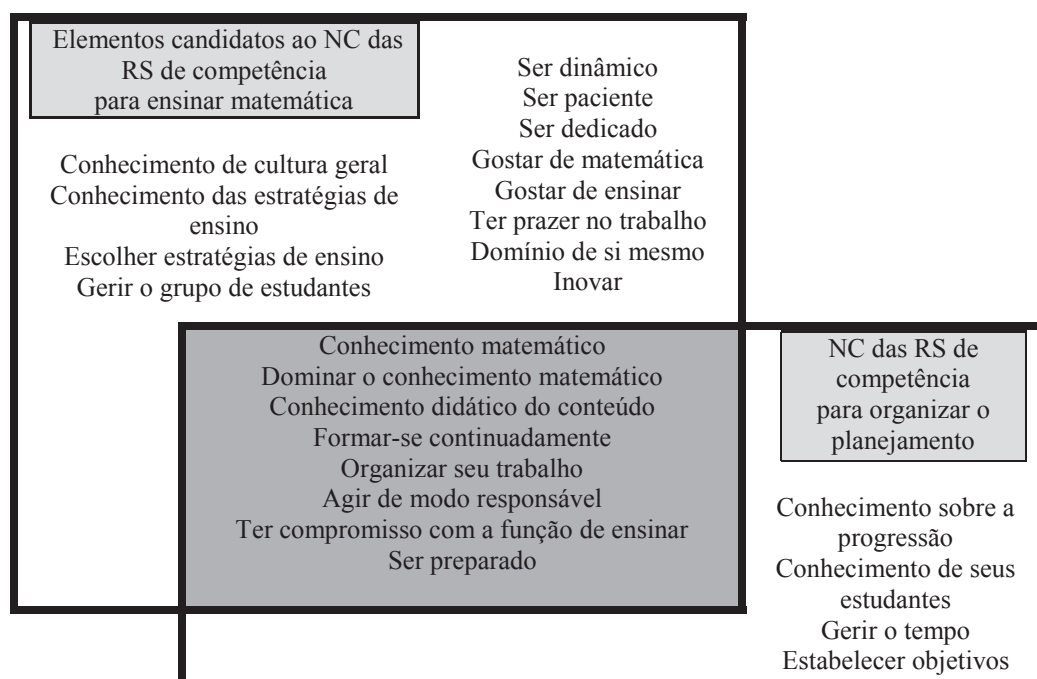 Elementos candidatos ao NC das
RS de competência
para ensinar matemática
Conhecimento de cultura geral
Conhecimento das estratégias de
ensino
Escolher estratégias de ensino
Gerir o grupo de estudantes
Ser dinâmico
Ser paciente
Ser dedicado
Gostar de matemática
Gostar de ensinar
Ter prazer no trabalho
Domínio de si mesmo
Inovar
Conhecimento matemático
Dominar o conhecimento matemático
Conhecimento didático do conteúdo
Formar-se continuadamente
Organizar seu trabalho
Agir de modo responsável
Ter compromisso com a função de ensinar
Ser preparado
NC das RS de
competência
para organizar o
planejamento
Conhecimento sobre a
progressão
Conhecimento de seus
estudantes
Gerir o tempo
Estabelecer objetivos